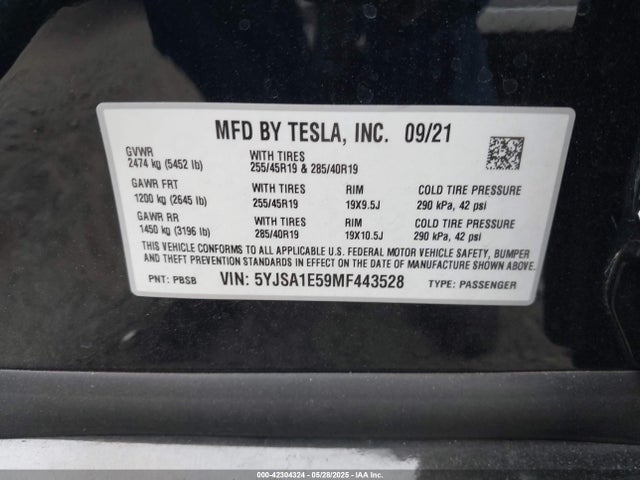 MFD BY TESLA, INC. 09/21
GVWR
2474 kg (5452 lb)
WITH TIRES
255/45R19 & 285/40R19
GAWR FRT
1200 kg (2645 lb)
WITH TIRES
255/45R19
RIM
19X9.5J
COLD TIRE PRESSURE
290 kPa, 42 psi
GAWR RR
1450 kg (3196 lb)
WITH TIRES
285/40R19
RIM
19X10.5J
COLD TIRE PRESSURE
290 kPa, 42 psi
THIS VEHICLE CONFORMS TO ALL APPLICABLE U.S. FEDERAL MOTOR VEHICLE SAFETY, BUMPER
AND THEFT PREVENTION STANDARDS IN EFFECT ON THE DATE OF MANUFACTURE SHOWN ABOVE.
PNT: PBSB
VIN: 5YJSA1E59MF443528
TYPE: PASSENGER
000-42304324 | 05/28/2025 - IAAI.COM